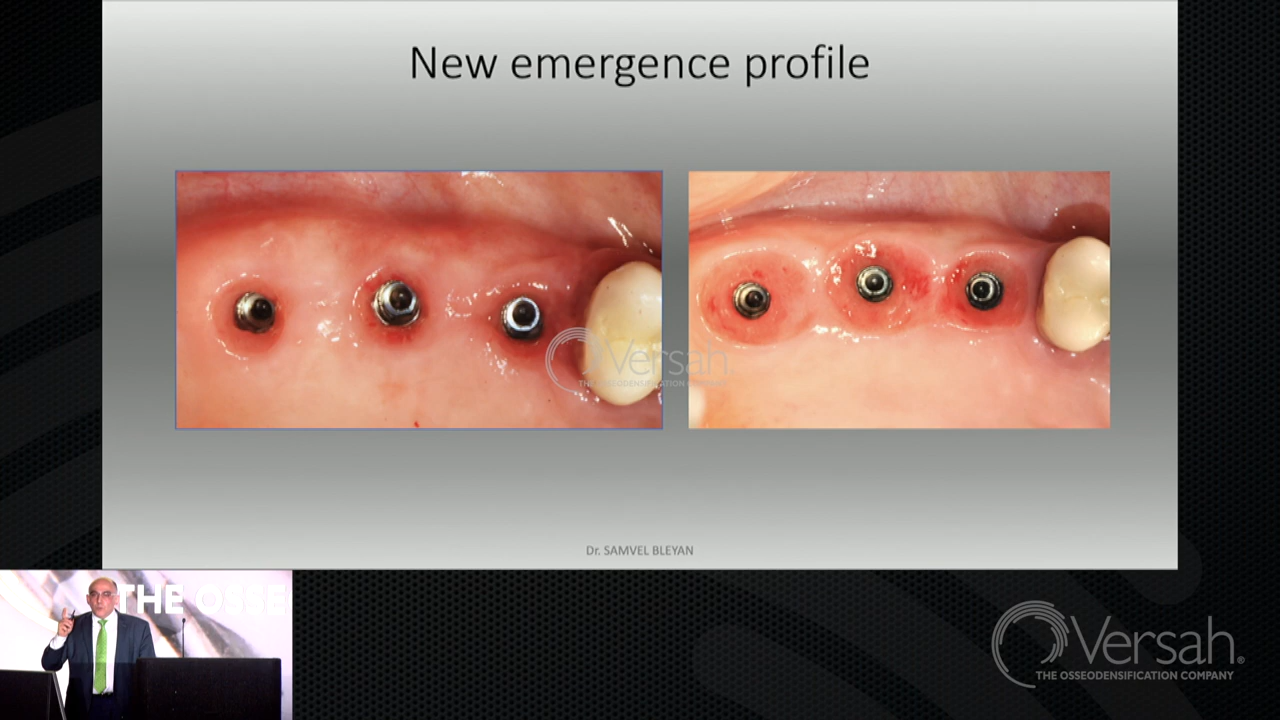 New emergence profile
Versah
THE OSSEODENSIFICATION COMPANY
Dr. SAMVEL BLEYAN
THE OSSE
Versah®
THE OSSEODENSIFICATION COMPANY